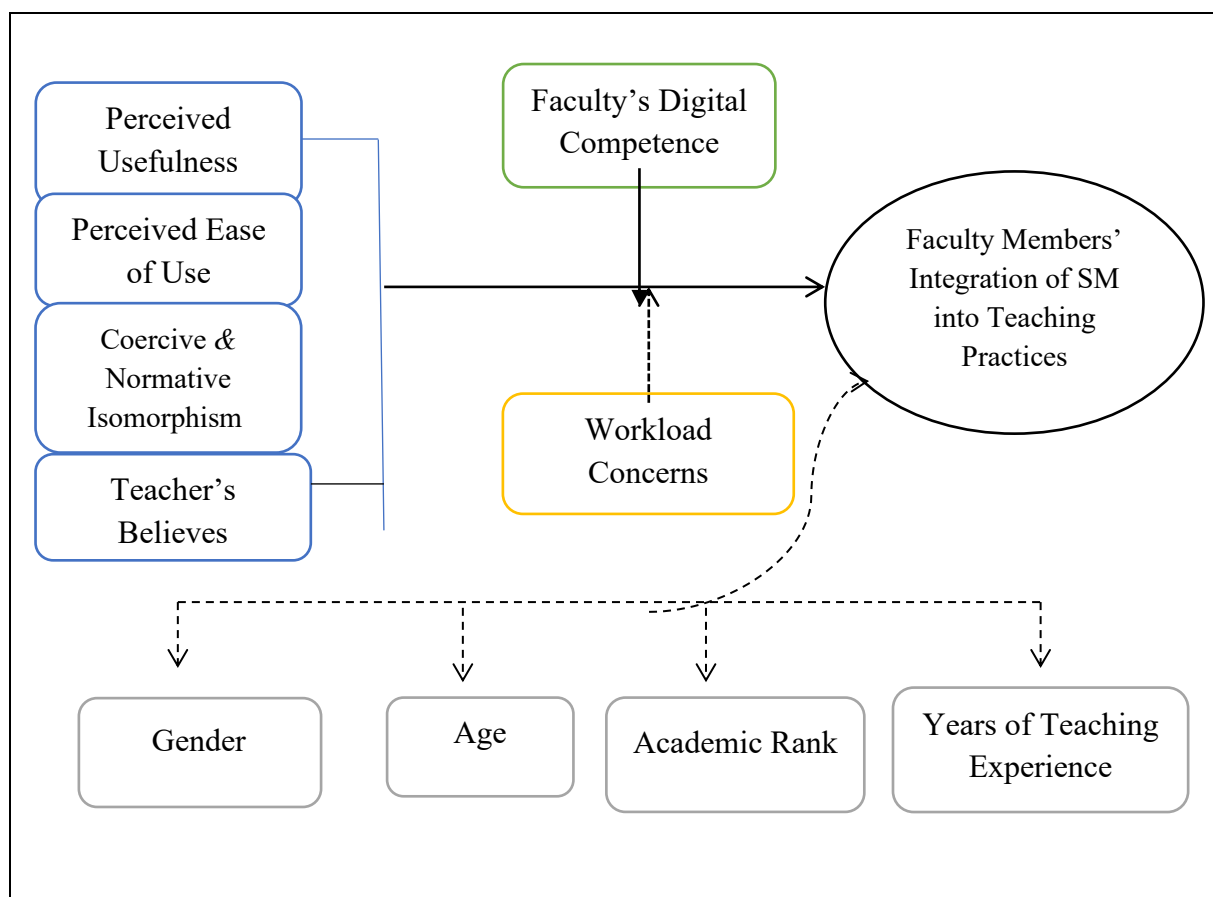 Perceived
Usefulness
Perceived Ease
of Use
Coercive &
Normative
Isomorphism
Teacher’s
Believes
Faculty’s Digital
Competence
Workload
Concerns
Faculty Members’
Integration of SM
into Teaching
Practices
Gender
Age
Academic Rank
Years of Teaching
Experience